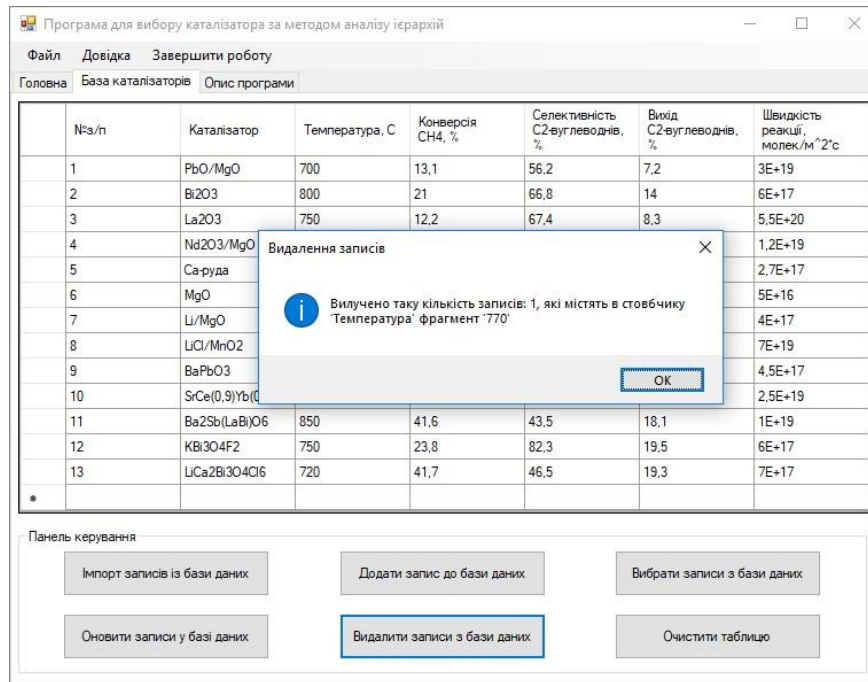 Програма для вибору каталізатора за методом аналізу ієрархій
Файл Довідка Завершити роботу
Головна База каталізаторів Опис програми
№з/п Каталізатор Температура, С Конверсія CH4, % Селективність C2-вуглеводнів, % Вихід C2-вуглеводнів, % Швидкість реакції, молек/м^2*с
1 PbO/MgO 700 13,1 56,2 7,2 3E+19
2 Bi2O3 800 21 66,8 14 6E+17
3 La2O3 750 12,2 67,4 8,3 5,5E+20
4 Nd2O3/MgO 1,2E+19
5 Са-руда 2,7E+17
6 MgO 5E+16
7 Li/MgO 4E+17
8 LiCl/MnO2 7E+19
9 BaPbO3 4,5E+17
10 SrCe(0,9)Yb(0 2,5E+19
Видалення записів
Вилучено таку кількість записів: 1, які містять в стовбчику
'Температура' фрагмент '770'
OK
11 Ba2Sb(LaBi)O6 850 41,6 43,5 18,1 1E+19
12 KBi3O4F2 750 23,8 82,3 19,5 6E+17
13 LiCa2Bi3O4Cl6 720 41,7 46,5 19,3 7E+17
*
Панель керування
Імпорт записів із бази даних Додати запис до бази даних Вибрати записи з бази даних
Оновити записи у базі даних Видалити записи з бази даних Очистити таблицю